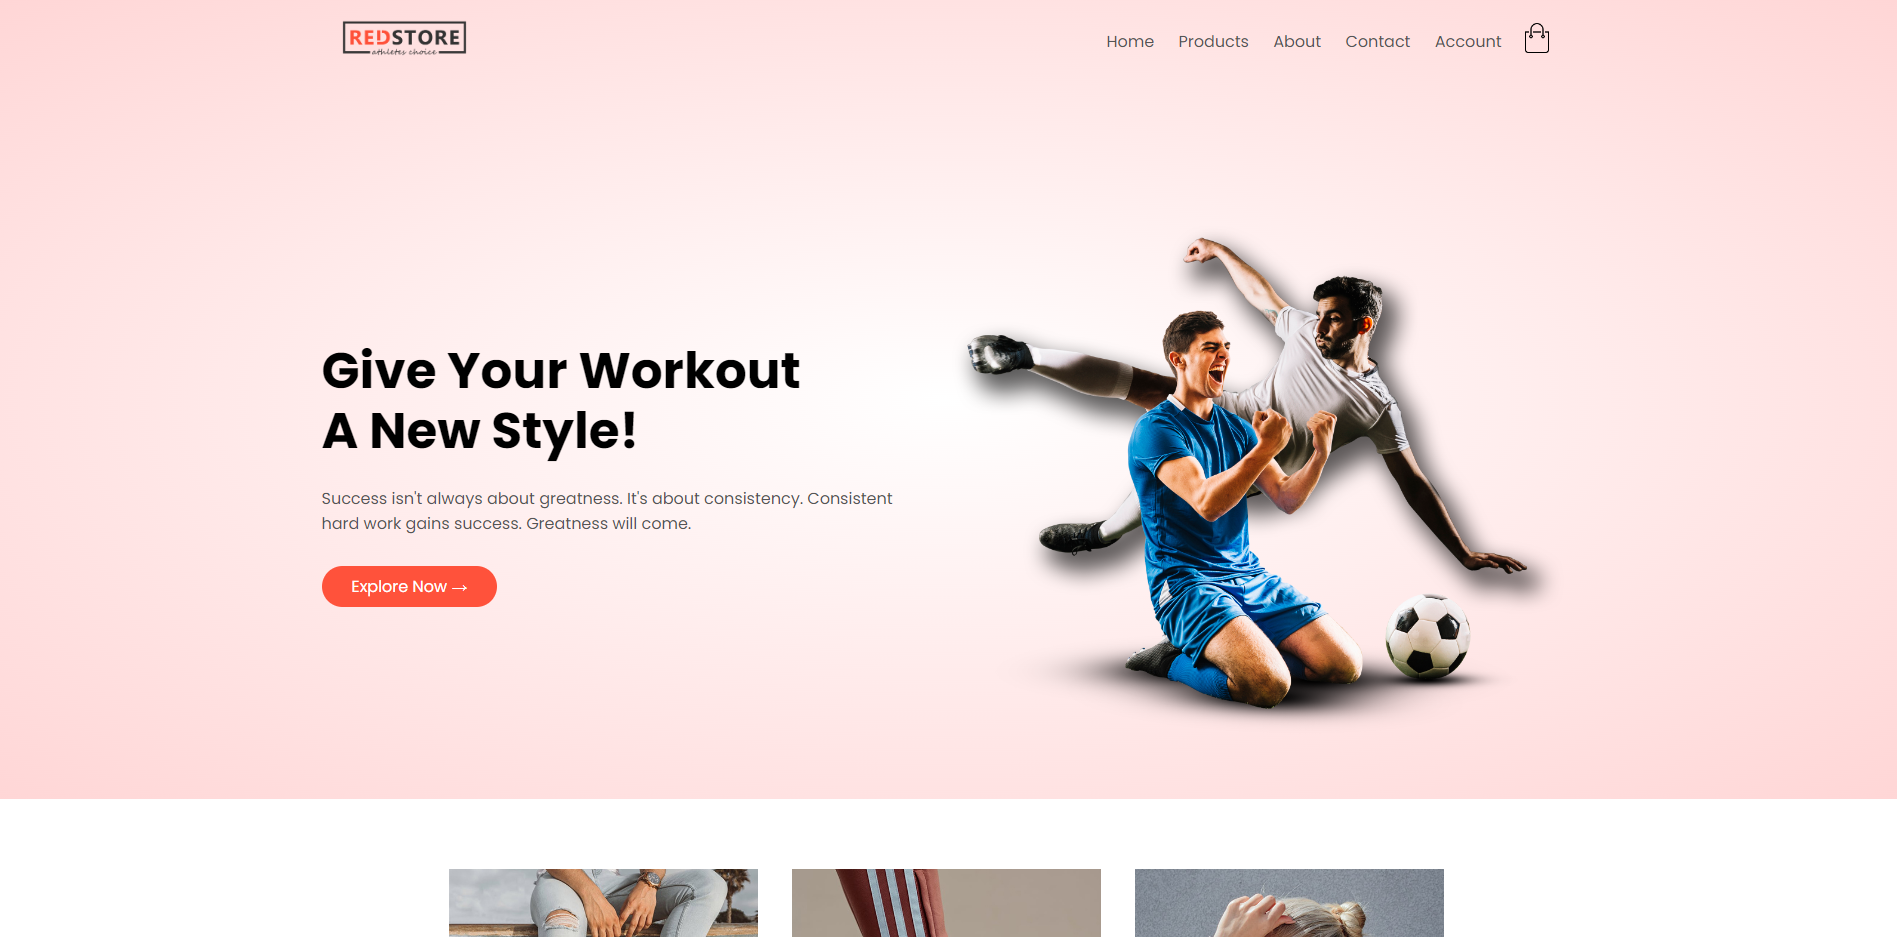 REDSTORE
athletes choice
Home Products About Contact Account
Give Your Workout
A New Style!
Success isn't always about greatness. It's about consistency. Consistent
hard work gains success. Greatness will come.
Explore Now →